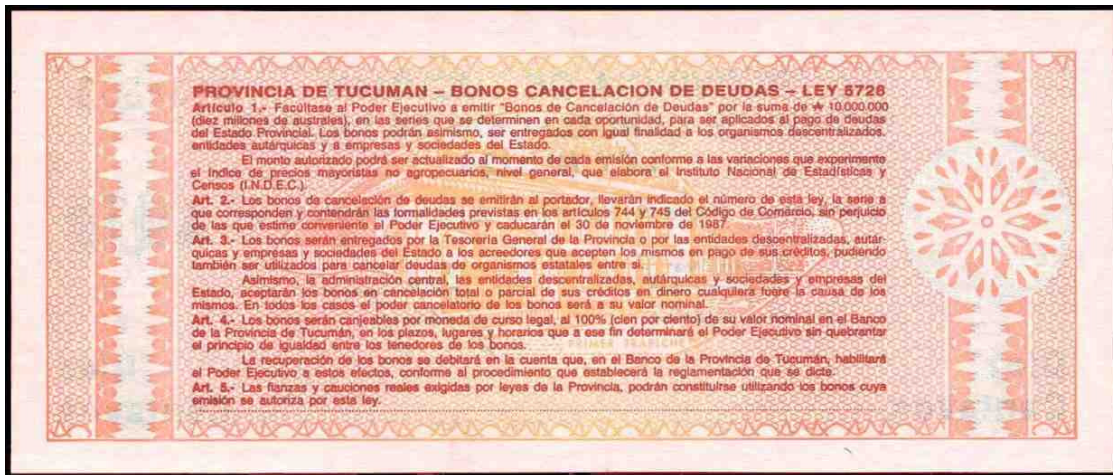 PROVINCIA DE TUCUMAN – BONOS CANCELACION DE DEUDAS – LEY 5728
Artículo 1.- Facúltase al Poder Ejecutivo a emitir "Bonos de Cancelación de Deudas" por la suma de ₳ 10.000.000
(diez millones de australes), en las series que se determinen en cada oportunidad, para ser aplicados al pago de deudas
del Estado Provincial. Los bonos podrán asimismo, ser entregados con igual finalidad a los organismos descentralizados,
entidades autárquicas y a empresas y sociedades del Estado.
El monto autorizado podrá ser actualizado al momento de cada emisión conforme a las variaciones que experimente
el índice de precios mayoristas no agropecuarios, nivel general, que elabora el Instituto Nacional de Estadísticas y
Censos (I.N.D.E.C.).
Art. 2.- Los bonos de cancelación de deudas se emitirán al portador, llevarán indicado el número de esta ley, la serie a
que corresponden y contendrán las formalidades previstas en los artículos 744 y 745 del Código de Comercio, sin perjuicio
de las que estime conveniente el Poder Ejecutivo y caducarán el 30 de noviembre de 1987.
Art. 3.- Los bonos serán entregados por la Tesorería General de la Provincia o por las entidades descentralizadas, autár-
quicas y empresas y sociedades del Estado a los acreedores que acepten los mismos en pago de sus créditos, pudiendo
también ser utilizados para cancelar deudas de organismos estatales entre sí.
Asimismo, la administración central, las entidades descentralizadas, autárquicas y sociedades y empresas del
Estado, aceptarán los bonos en cancelación total o parcial de sus créditos en dinero cualquiera fuere la causa de los
mismos. En todos los casos el poder cancelatorio de los bonos será a su valor nominal.
Art. 4.- Los bonos serán canjeables por moneda de curso legal, al 100% (cien por ciento) de su valor nominal en el Banco
de la Provincia de Tucumán, en los plazos, lugares y horarios que a ese fin determinará el Poder Ejecutivo sin quebrantar
el principio de igualdad entre los tenedores de los bonos.
PRIMER TRAPICHE
La recuperación de los bonos se debitará en la cuenta que, en el Banco de la Provincia de Tucumán, habilitará
el Poder Ejecutivo a estos efectos, conforme al procedimiento que establecerá la reglamentación que se dicte.
Art. 5.- Las fianzas y cauciones reales exigidas por leyes de la Provincia, podrán constituirse utilizando los bonos cuya
emisión se autoriza por esta ley.